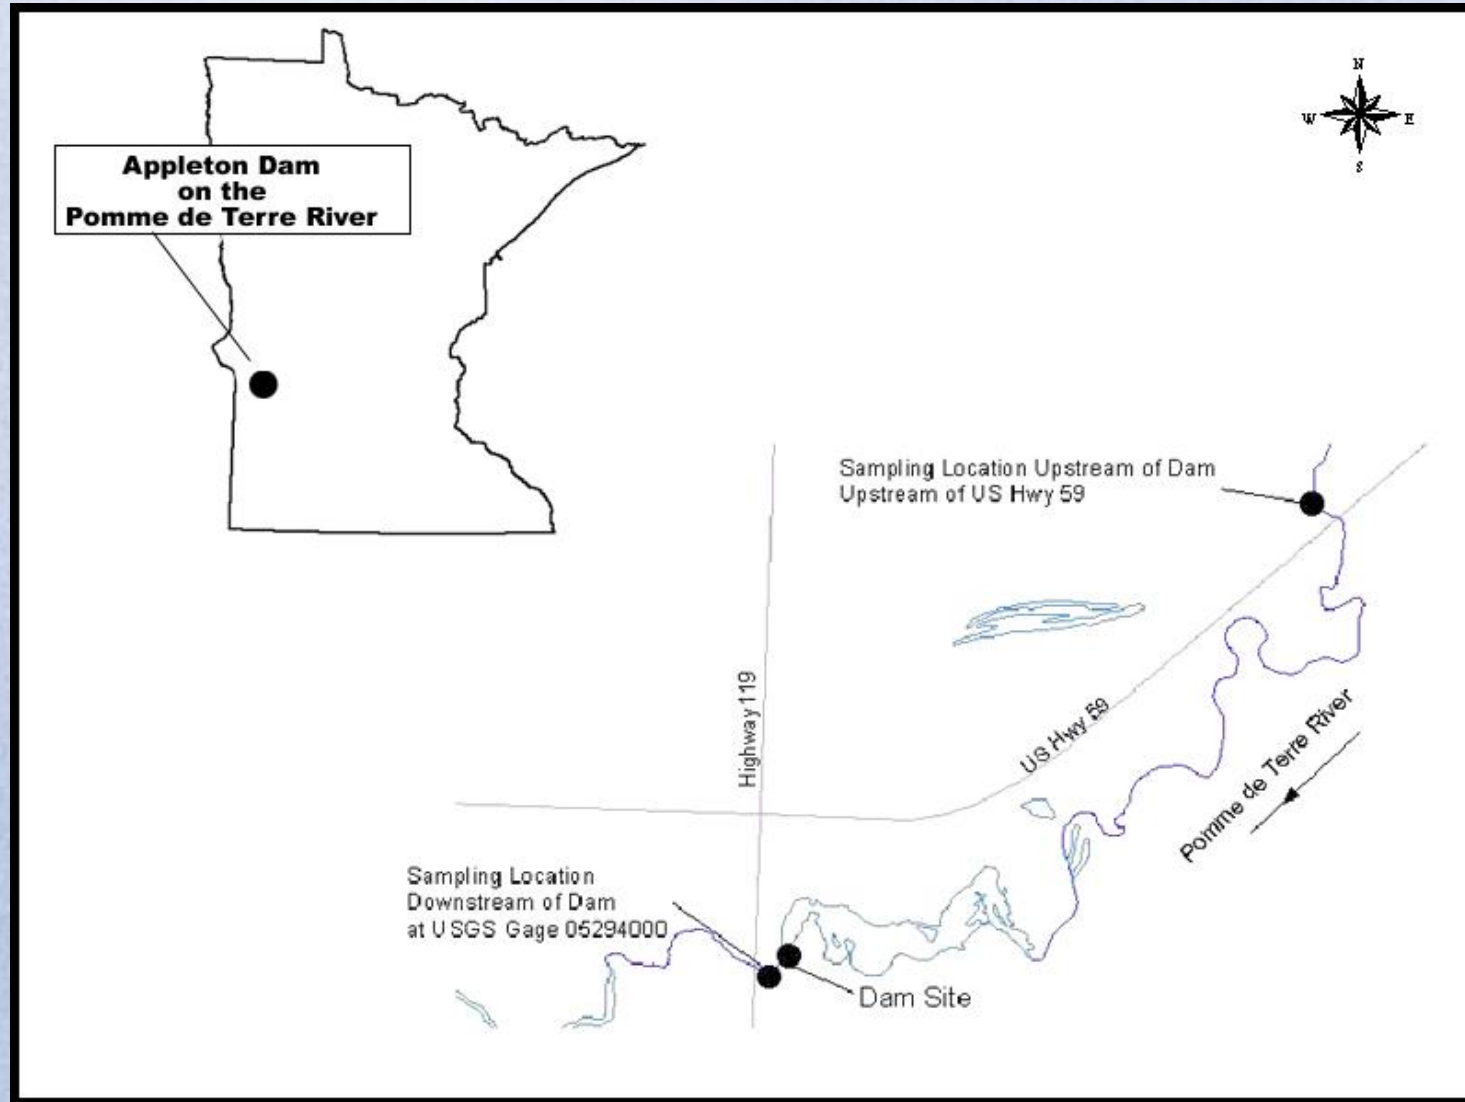 N
W E
S
Appleton Dam
on the
Pomme de Terre River
Sampling Location Upstream of Dam
Upstream of US Hwy 59
Highway 119
US Hwy 59
Pomme de Terre River
Sampling Location
Downstream of Dam
at USGS Gage 05294000
Dam Site